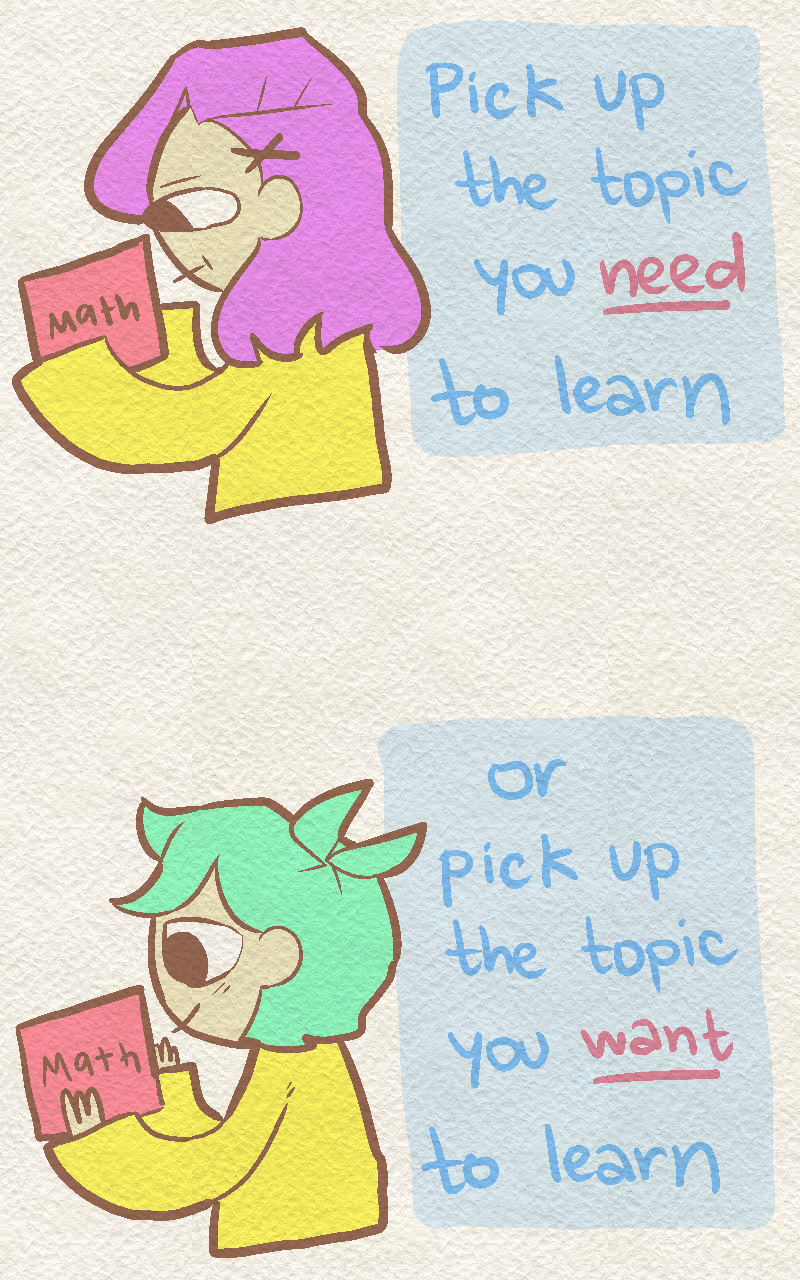 Pick up
the topic
you need
to learn
Math
or
pick up
the topic
you want
to learn
Math